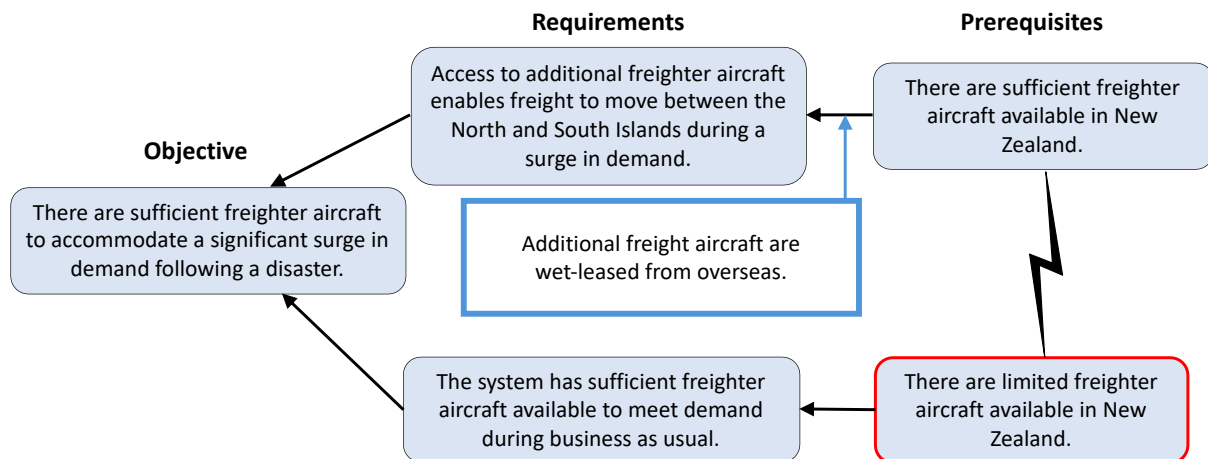 Requirements
Prerequisites
Access to additional freighter aircraft
enables freight to move between the
North and South Islands during a
surge in demand.
There are sufficient freighter
aircraft available in New
Zealand.
Objective
There are sufficient freighter aircraft
to accommodate a significant surge in
demand following a disaster.
Additional freight aircraft are
wet-leased from overseas.
The system has sufficient freighter
aircraft available to meet demand
during business as usual.
There are limited freighter
aircraft available in New
Zealand.